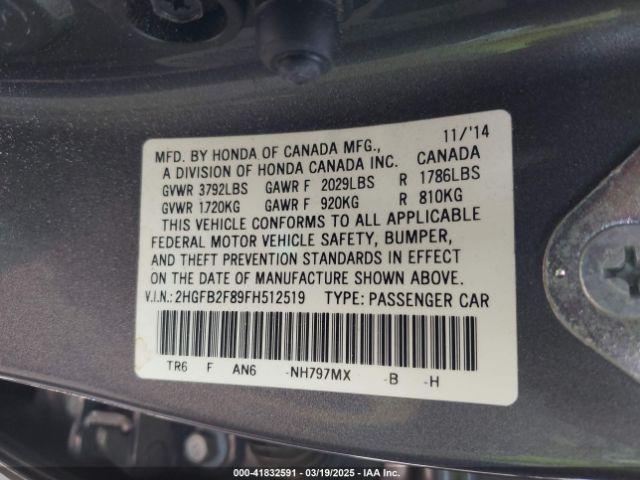 11/'14
MFD. BY HONDA OF CANADA MFG.,
A DIVISION OF HONDA CANADA INC. CANADA
GVWR 3792LBS GAWR F 2029LBS R 1786LBS
GVWR 1720KG GAWR F 920KG R 810KG
THIS VEHICLE CONFORMS TO ALL APPLICABLE
FEDERAL MOTOR VEHICLE SAFETY, BUMPER,
AND THEFT PREVENTION STANDARDS IN EFFECT
ON THE DATE OF MANUFACTURE SHOWN ABOVE.
V.I.N.: 2HGFB2F89FH512519 TYPE: PASSENGER CAR
TR6 F AN6 -NH797MX -B -H
000-41832591 - 03/19/2025 - IAA Inc.